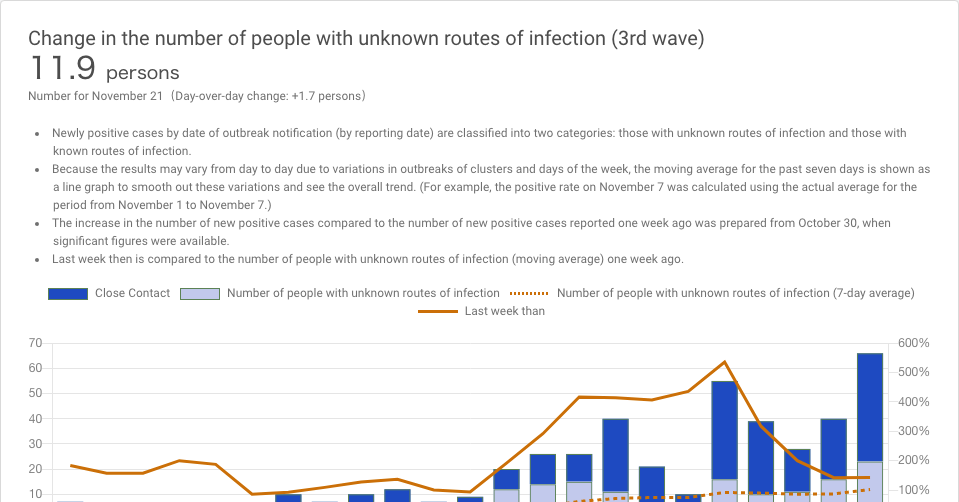 Change in the number of people with unknown routes of infection (3rd wave)
11.9 persons
Number for November 21 (Day-over-day change: +1.7 persons)
• Newly positive cases by date of outbreak notification (by reporting date) are classified into two categories: those with unknown routes of infection and those with
known routes of infection.
• Because the results may vary from day to day due to variations in outbreaks of clusters and days of the week, the moving average for the past seven days is shown as
a line graph to smooth out these variations and see the overall trend. (For example, the positive rate on November 7 was calculated using the actual average for the
period from November 1 to November 7.)
• The increase in the number of new positive cases compared to the number of new positive cases reported one week ago was prepared from October 30, when
significant figures were available.
• Last week then is compared to the number of people with unknown routes of infection (moving average) one week ago.
Close Contact Number of people with unknown routes of infection Number of people with unknown routes of infection (7-day average)
Last week than
70 600%
60 500%
50
40 400%
30 300%
20 200%
10 100%